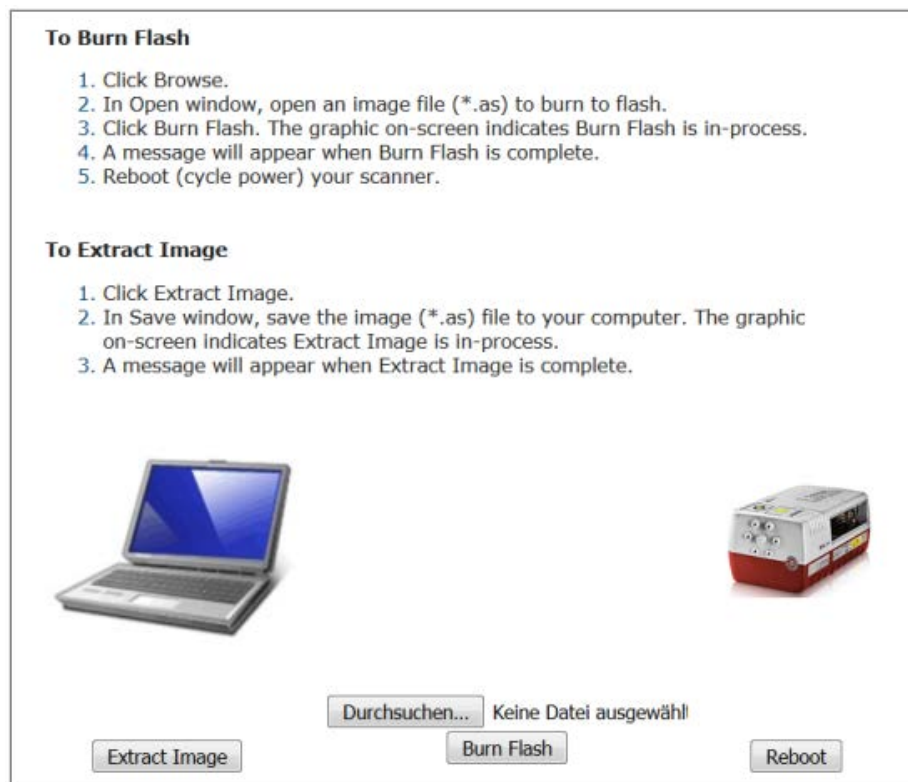 To Burn Flash
1. Click Browse.
2. In Open window, open an image file (*.as) to burn to flash.
3. Click Burn Flash. The graphic on-screen indicates Burn Flash is in-process.
4. A message will appear when Burn Flash is complete.
5. Reboot (cycle power) your scanner.
To Extract Image
1. Click Extract Image.
2. In Save window, save the image (*.as) file to your computer. The graphic
on-screen indicates Extract Image is in-process.
3. A message will appear when Extract Image is complete.
Durchsuchen... Keine Datei ausgewähl
Extract Image Burn Flash Reboot